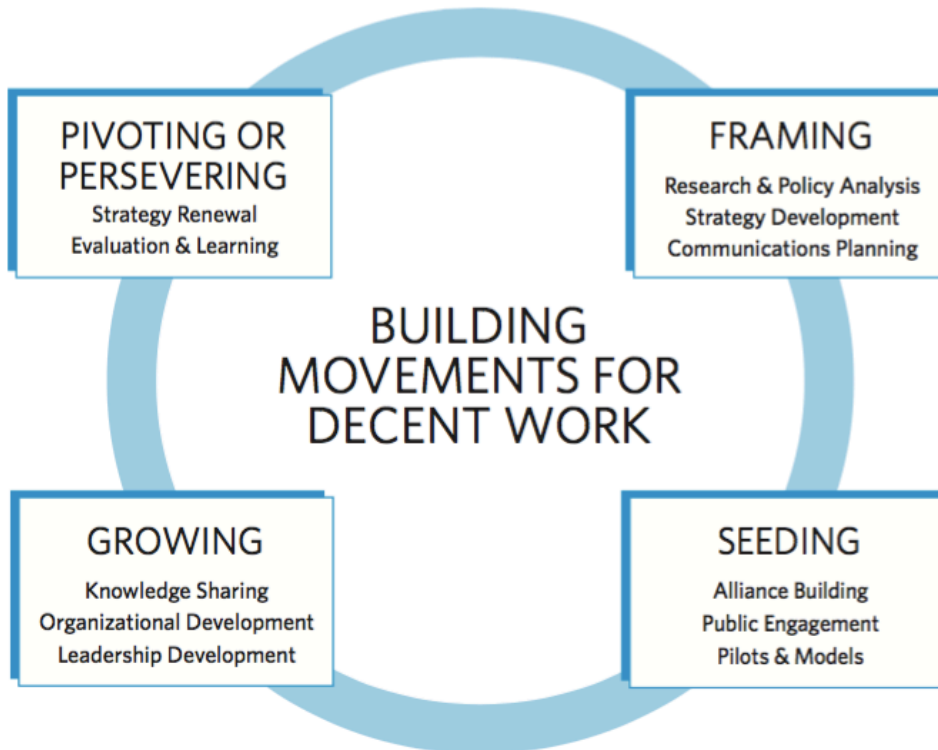 PIVOTING OR
PERSEVERING
Strategy Renewal
Evaluation & Learning
FRAMING
Research & Policy Analysis
Strategy Development
Communications Planning
BUILDING
MOVEMENTS FOR
DECENT WORK
GROWING
Knowledge Sharing
Organizational Development
Leadership Development
SEEDING
Alliance Building
Public Engagement
Pilots & Models